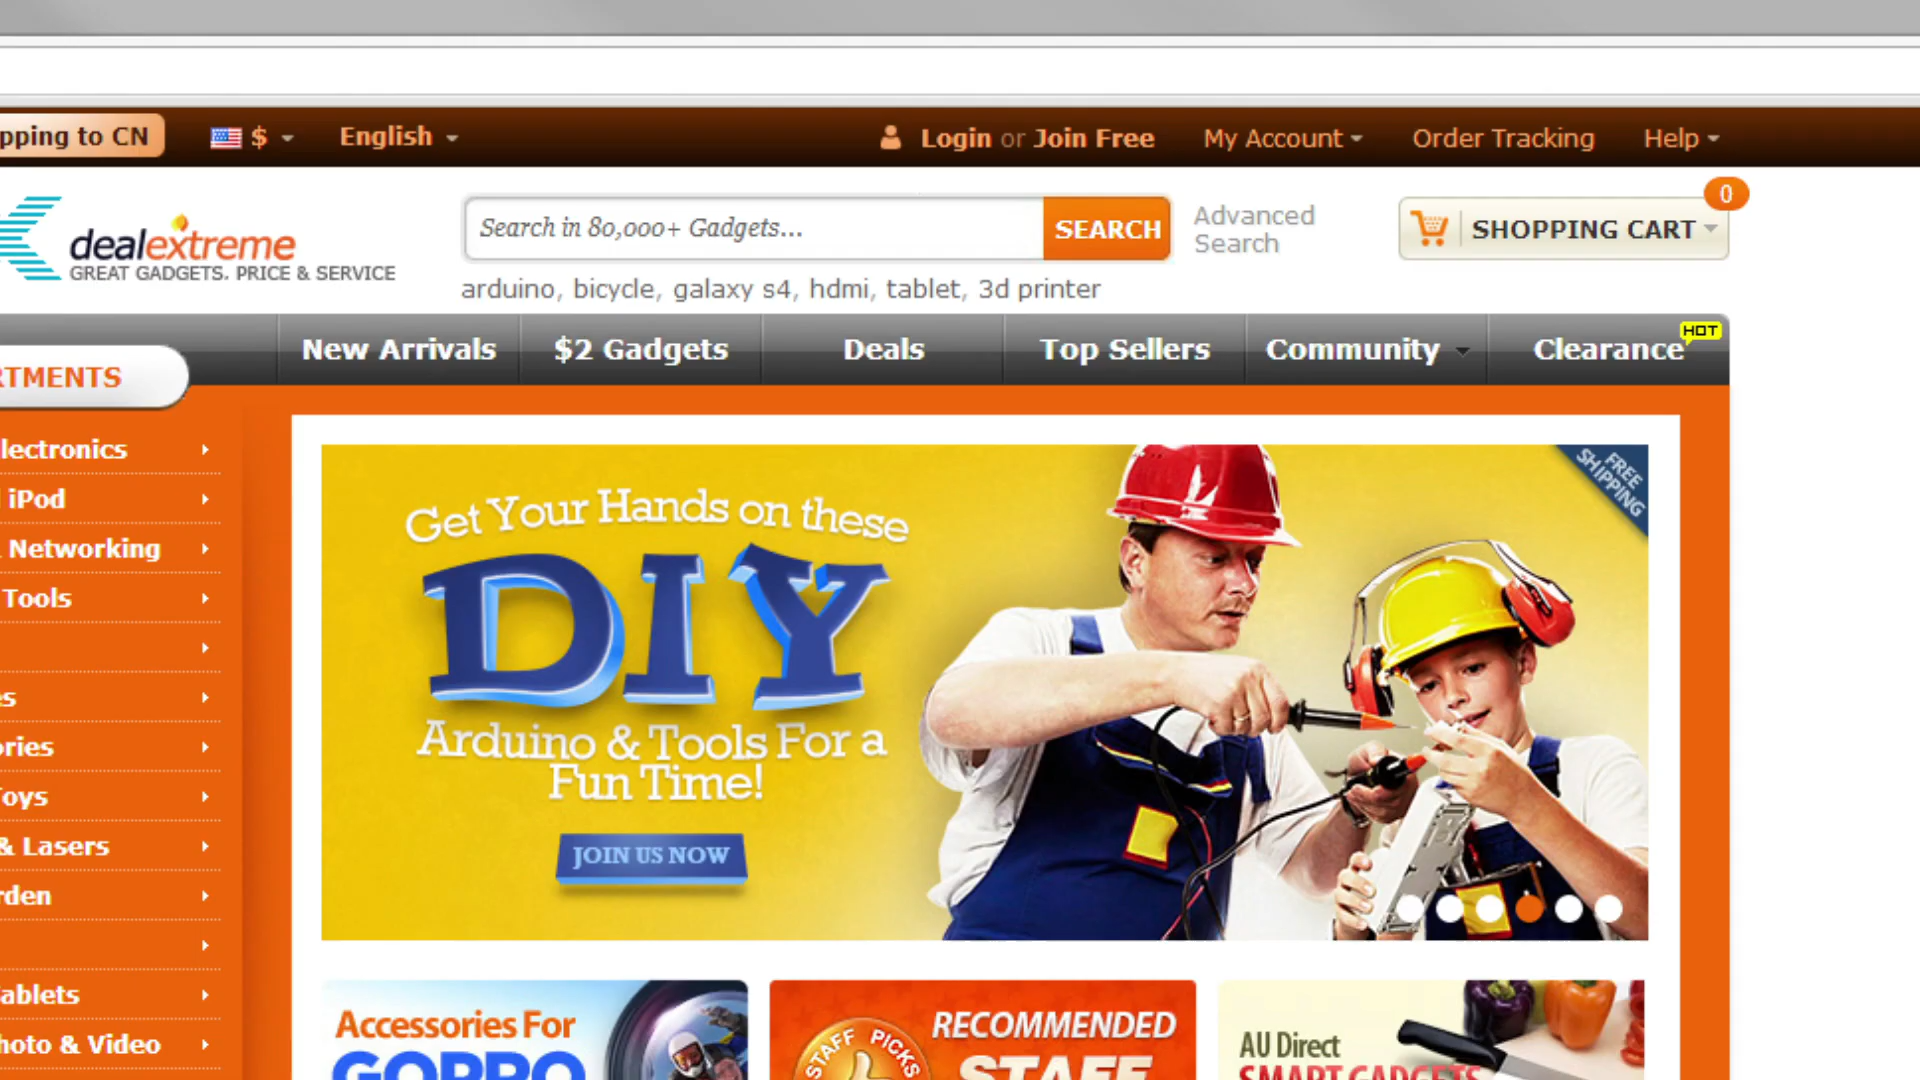 pping to CN
$
English
Login or Join Free
My Account
Order Tracking
Help
dealextreme
GREAT GADGETS. PRICE & SERVICE
Search in 80,000+ Gadgets...
SEARCH
Advanced
Search
0
SHOPPING CART
arduino, bicycle, galaxy s4, hdmi, tablet, 3d printer
RTMENTS
New Arrivals
$2 Gadgets
Deals
Top Sellers
Community
Clearance
HOT
lectronics
iPod
Networking
Tools
es
ories
Toys
& Lasers
rden
ablets
hoto & Video
Get Your Hands on these
DIY
Arduino & Tools For a
Fun Time!
JOIN US NOW
FREE
SHIPPING
Accessories For
GOPRO
STAFF PICKS
RECOMMENDED
STAFF
AU Direct
SMART GADGETS